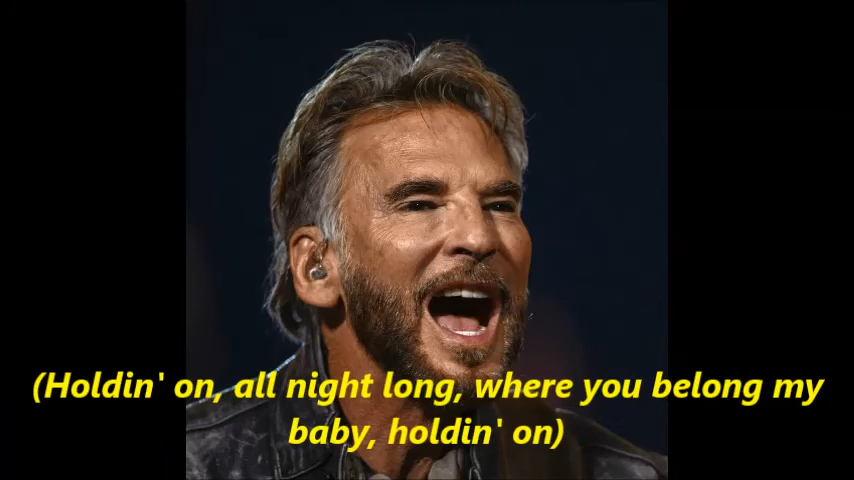 (Holdin' on, all night long, where you belong my
baby, holdin' on)